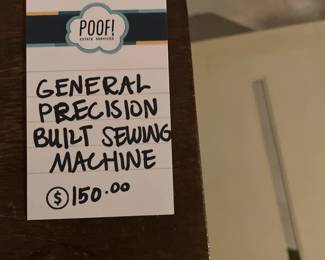 POOF!
ESTATE SERVICES
GENERAL
PRECISION
BUILT SEWING
MACHINE
$ 150.00